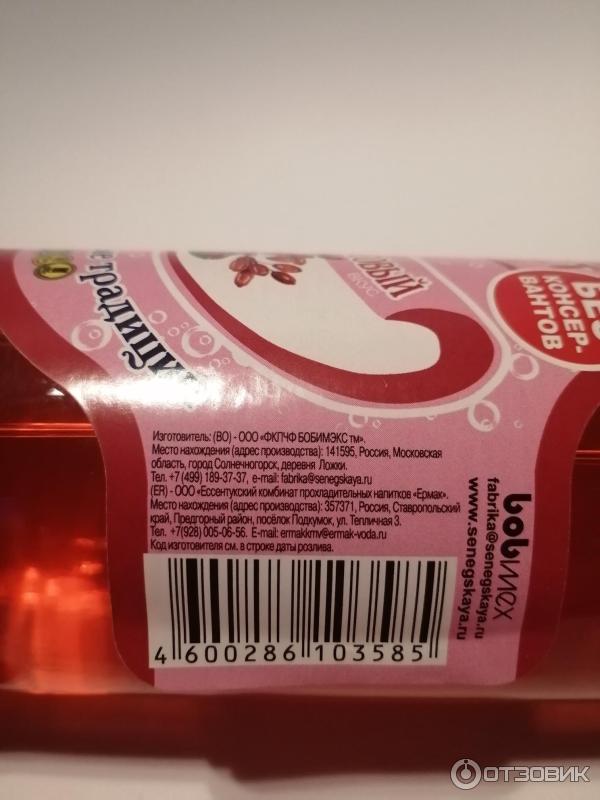 традиций
ВКУС
БЕЗ
КОНСЕР-
ВАНТОВ
Изготовитель: (ВО) - ООО «ФКПЧФ БОБИМЭКС тм».
Место нахождения (адрес производства): 141595, Россия, Московская
область, город Солнечногорск, деревня Ложки.
Тел. +7 (499) 189-37-37, e-mail: fabrika@senegskaya.ru
(ER) - ООО «Ессентукский комбинат прохладительных напитков «Ермак».
Место нахождения (адрес производства): 357371, Россия, Ставропольский
край, Предгорный район, посёлок Подкумок, ул. Тепличная 3.
Тел. +7(928) 005-06-56. E-mail: ermakkmv@ermak-voda.ru
Код изготовителя см. в строке даты розлива.
4 600286 103585
bobimex
fabrika@senegskaya.ru
www.senegskaya.ru
ОТЗОВИК